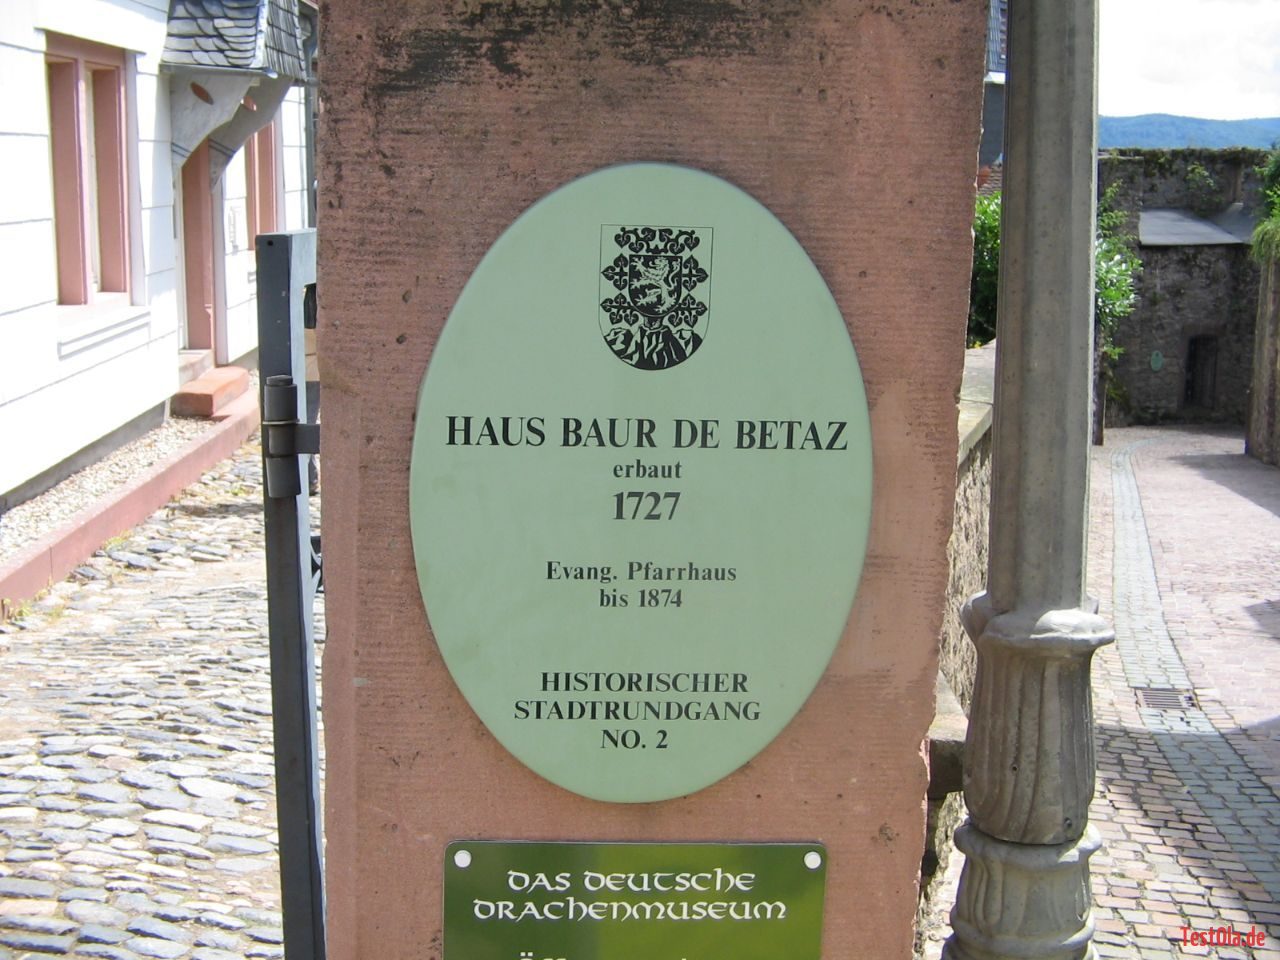 HAUS BAUR DE BETAZ
erbaut
1727
Evang. Pfarrhaus
bis 1874
HISTORISCHER
STADTRUNDGANG
NO. 2
DAS DEUTSCHE
DRACHENMUSEUM
TestOla.de